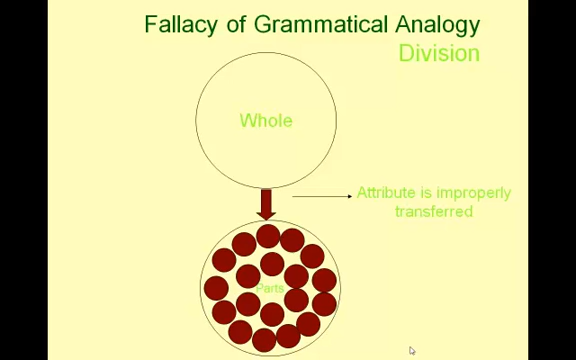 Fallacy of Grammatical Analogy
Division
Whole
Attribute is improperly
transferred
Parts